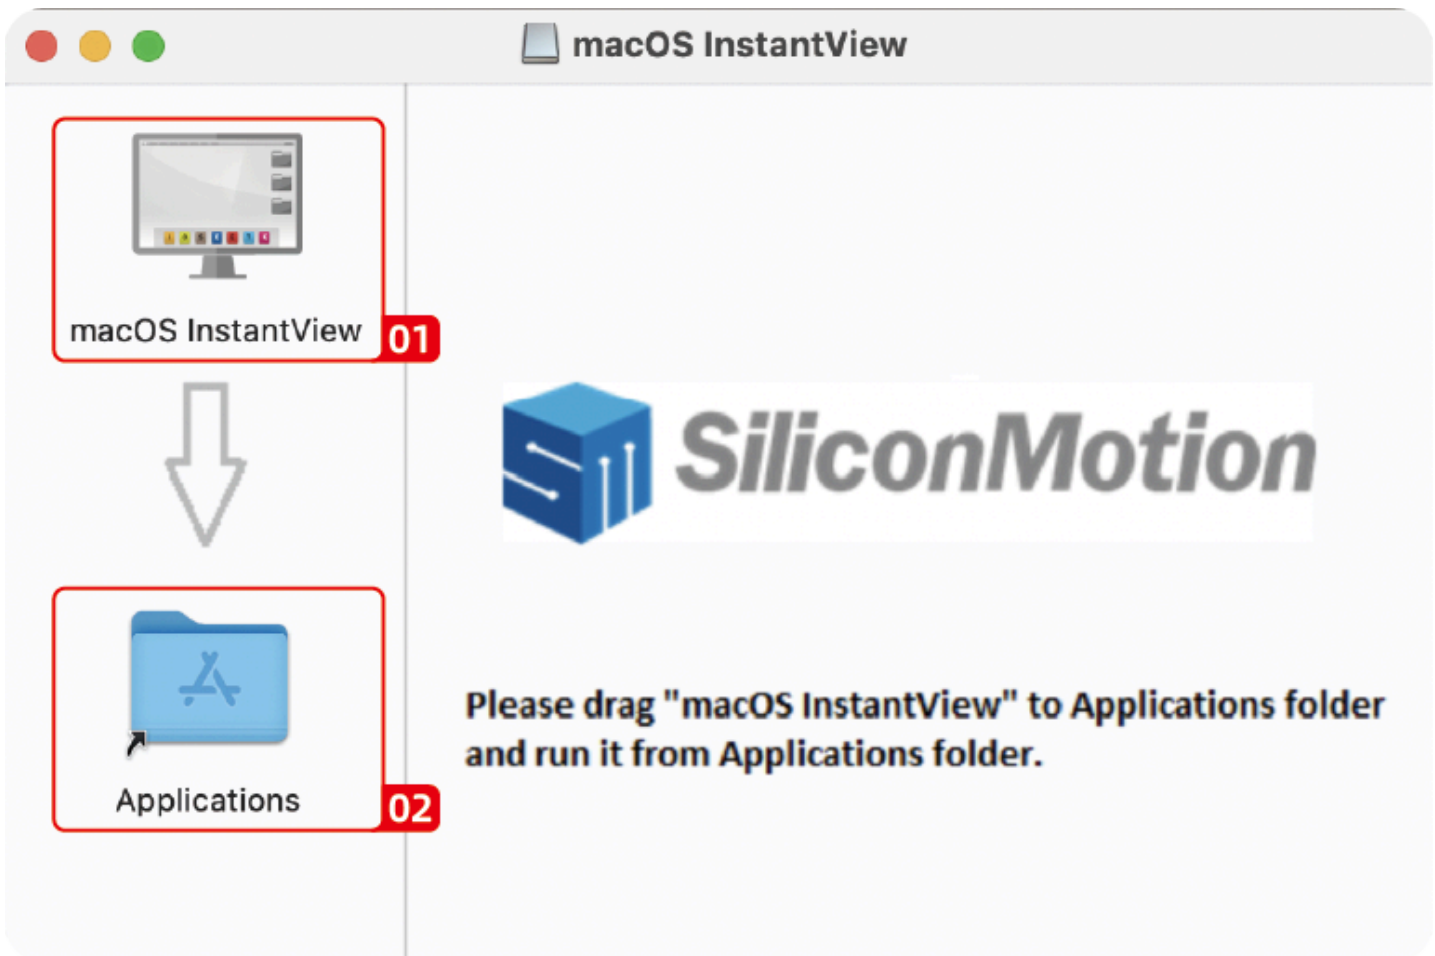 macOS InstantView
macOS InstantView
01
SiliconMotion
Applications
02
Please drag "macOS InstantView" to Applications folder
and run it from Applications folder.